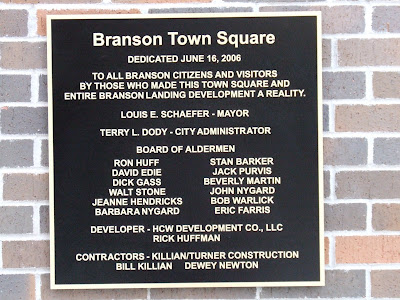 Branson Town Square
DEDICATED JUNE 16, 2006
TO ALL BRANSON CITIZENS AND VISITORS
BY THOSE WHO MADE THIS TOWN SQUARE AND
ENTIRE BRANSON LANDING DEVELOPMENT A REALITY.
LOUIS E. SCHAEFER - MAYOR
TERRY L. DODY - CITY ADMINISTRATOR
BOARD OF ALDERMEN
RON HUFF STAN BARKER
DAVID EDIE JACK PURVIS
DICK GASS BEVERLY MARTIN
WALT STONE JOHN NYGARD
JEANNE HENDRICKS BOB WARLICK
BARBARA NYGARD ERIC FARRIS
DEVELOPER - HCW DEVELOPMENT CO., LLC
RICK HUFFMAN
CONTRACTORS - KILLIAN/TURNER CONSTRUCTION
BILL KILLIAN DEWEY NEWTON